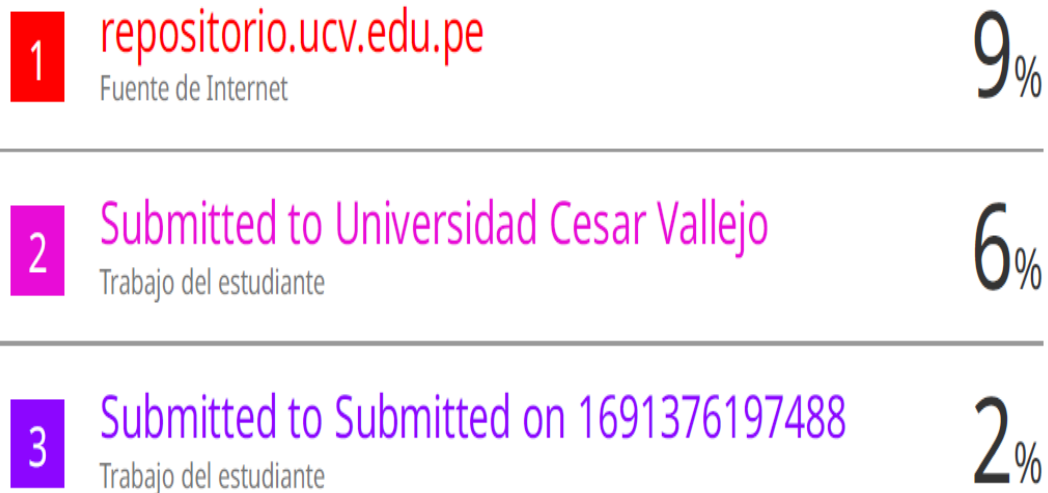 1 repositorio.ucv.edu.pe 9%
Fuente de Internet
2 Submitted to Universidad Cesar Vallejo 6%
Trabajo del estudiante
3 Submitted to Submitted on 1691376197488 2%
Trabajo del estudiante